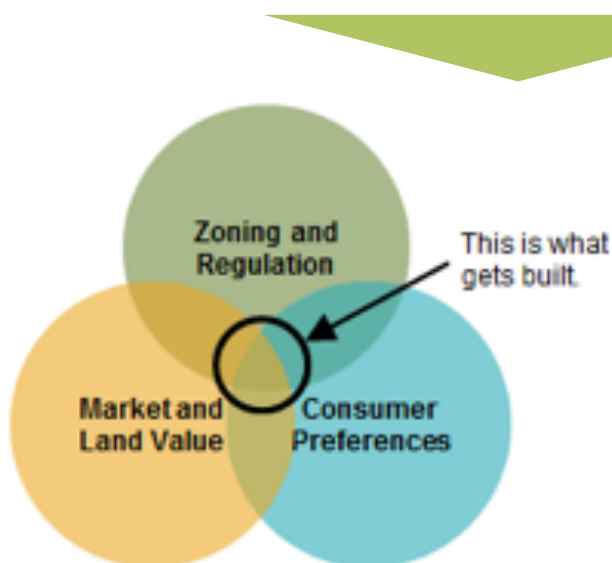 Zoning and
Regulation
This is what
gets built.
Market and
Land Value
Consumer
Preferences